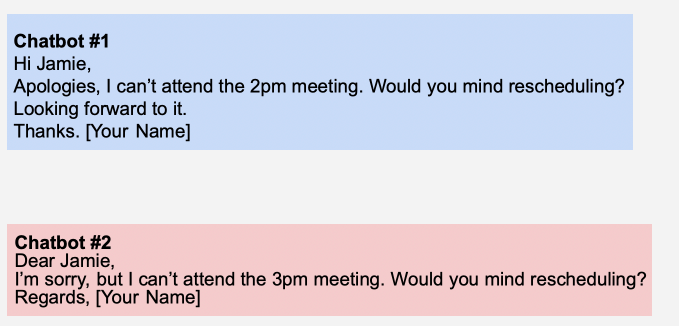 Chatbot #1
Hi Jamie,
Apologies, I can’t attend the 2pm meeting. Would you mind rescheduling?
Looking forward to it.
Thanks. [Your Name]
Chatbot #2
Dear Jamie,
I’m sorry, but I can’t attend the 3pm meeting. Would you mind rescheduling?
Regards, [Your Name]